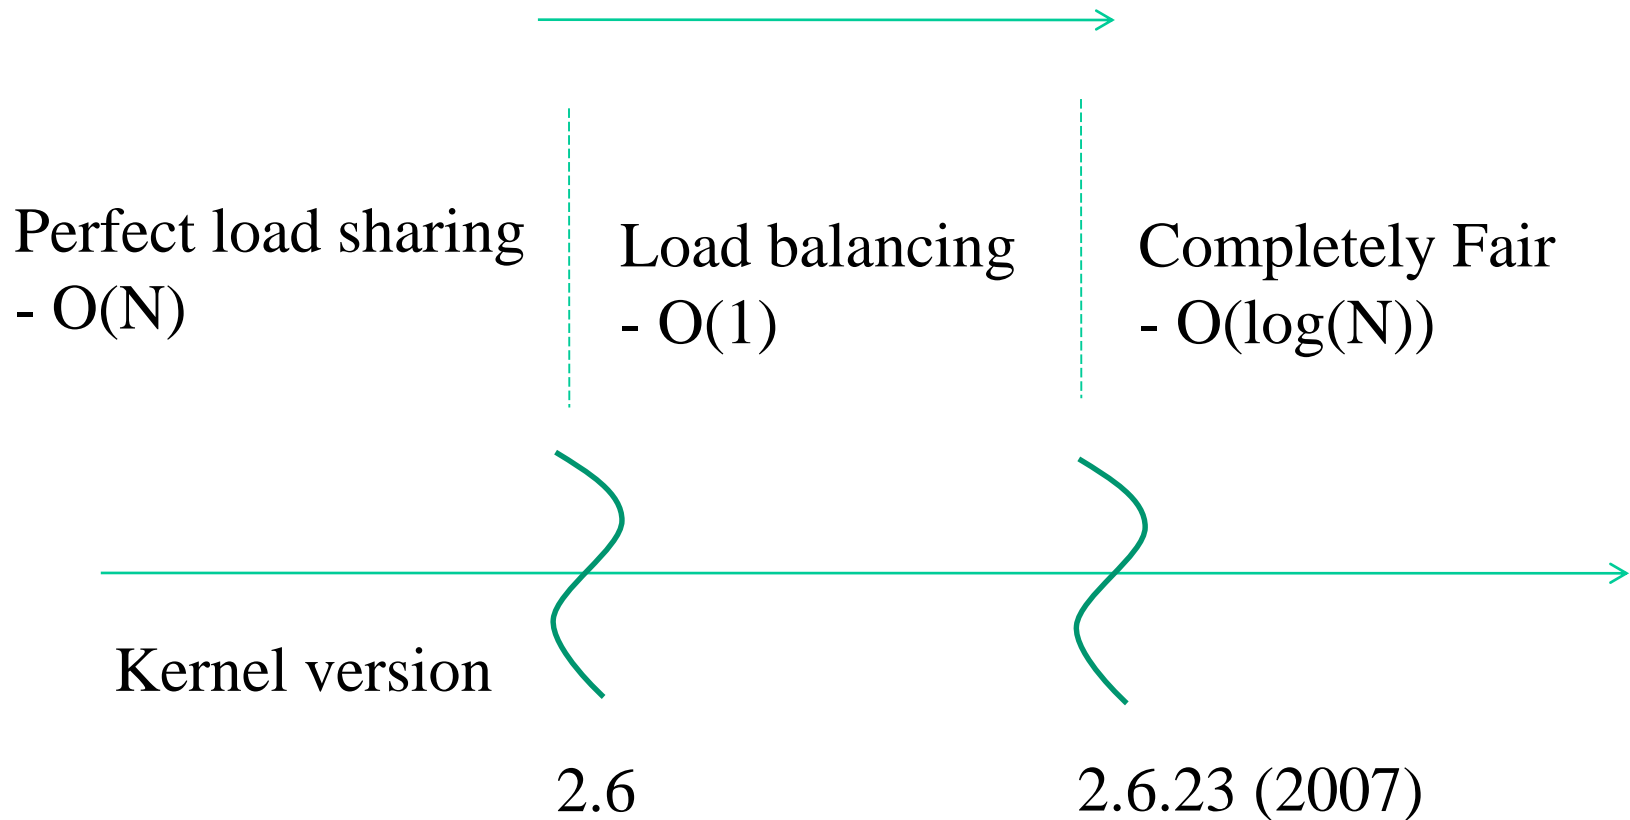 Perfect load sharing
- O(N)
Load balancing
- O(1)
Completely Fair
- O(log(N))
Kernel version
2.6
2.6.23 (2007)